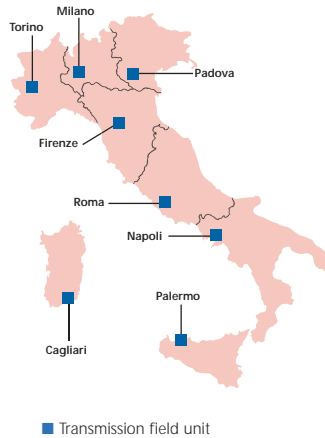 Milano
Torino
Padova
Firenze
Roma
Napoli
Palermo
Cagliari
Transmission field unit